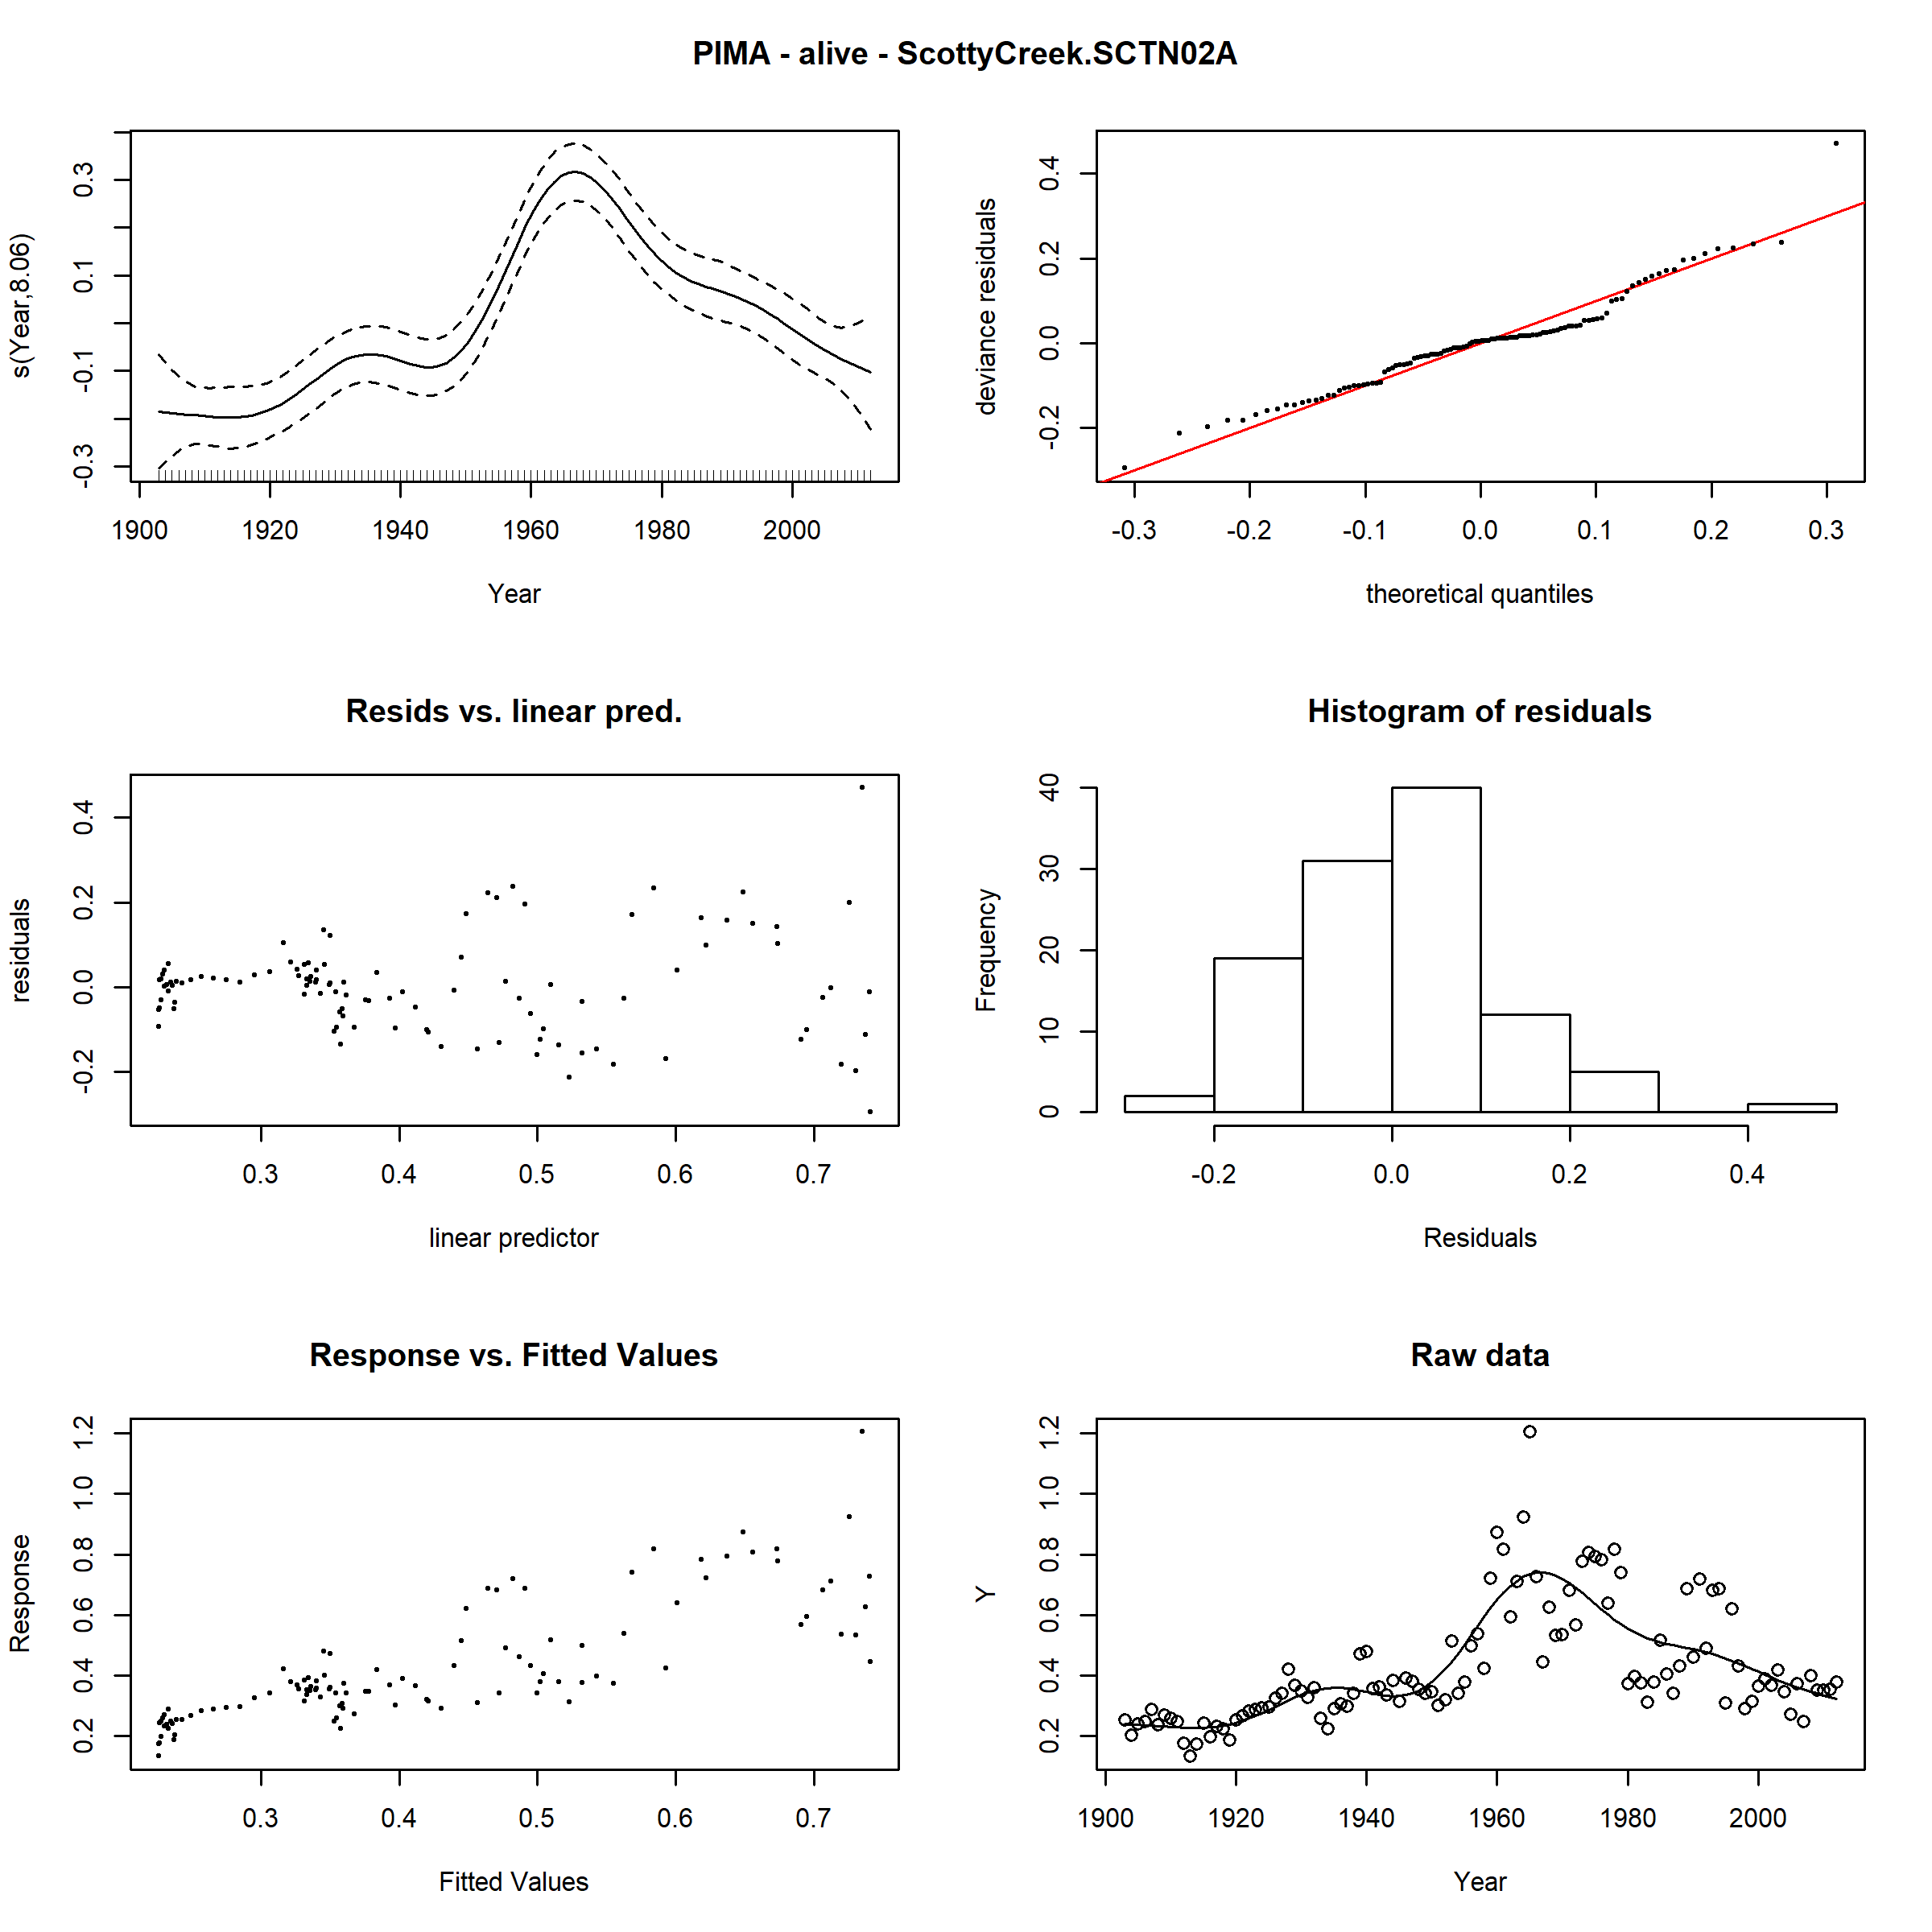 PIMA - alive - ScottyCreek.SCTN02A
s(Year,8.06)
0.3
0.1
-0.1
-0.3
1900 1920 1940 1960 1980 2000
Year
deviance residuals
0.4
0.2
0.0
-0.2
-0.3 -0.2 -0.1 0.0 0.1 0.2 0.3
theoretical quantiles
Resids vs. linear pred.
residuals
0.4
0.2
0.0
-0.2
0.3 0.4 0.5 0.6 0.7
linear predictor
Histogram of residuals
Frequency
40
30
20
10
0
-0.2 0.0 0.2 0.4
Residuals
Response vs. Fitted Values
Response
1.2
1.0
0.8
0.6
0.4
0.2
0.3 0.4 0.5 0.6 0.7
Fitted Values
Raw data
Y
1.2
1.0
0.8
0.6
0.4
0.2
1900 1920 1940 1960 1980 2000
Year